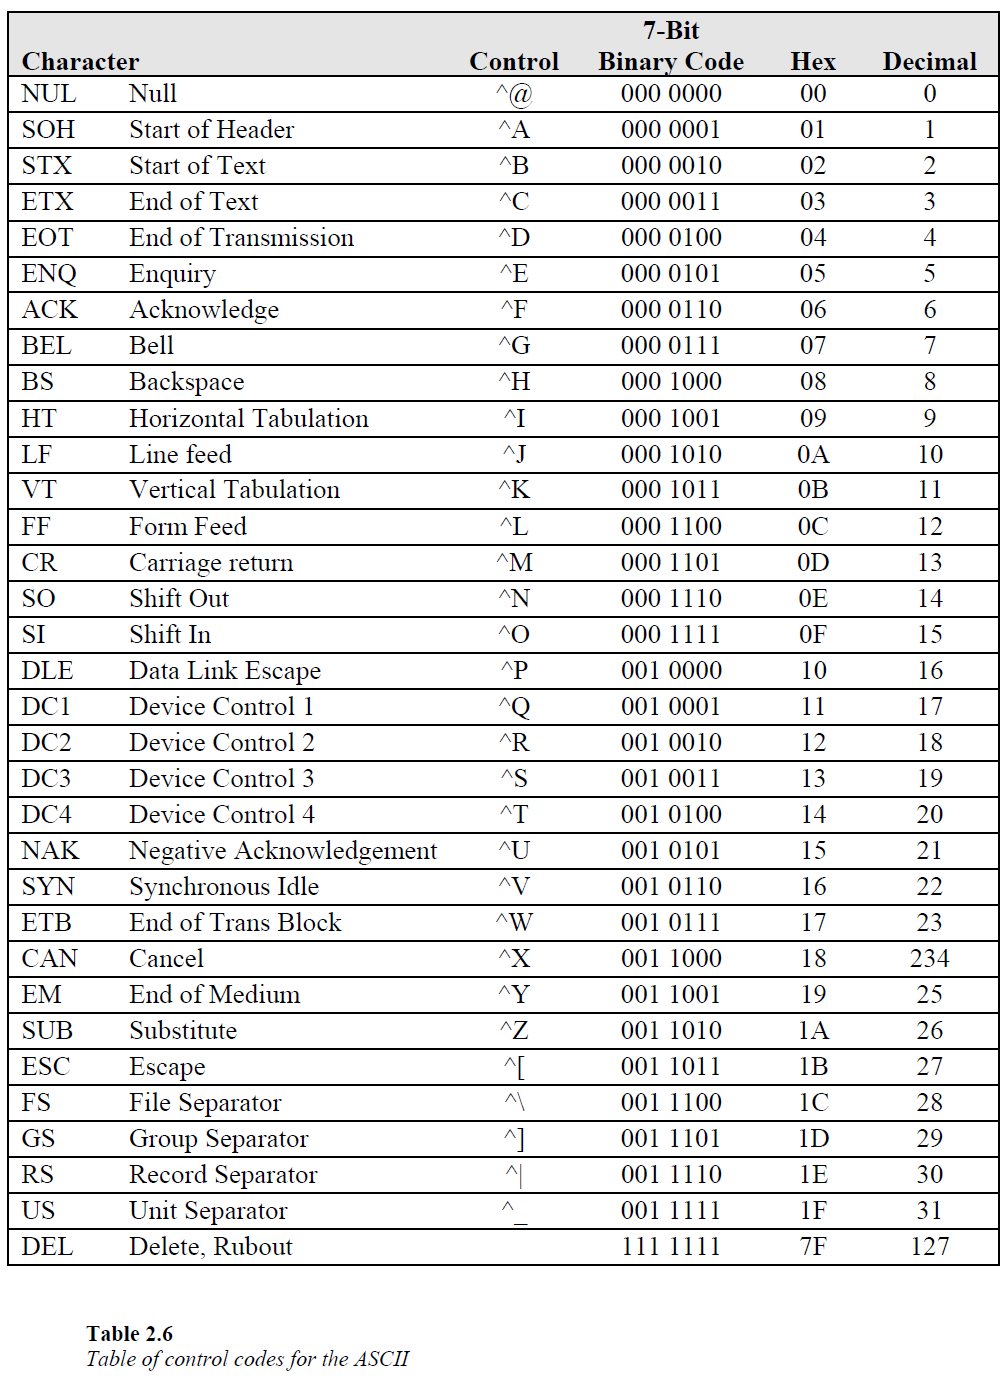 7-Bit
Character Control Binary Code Hex Decimal
NUL Null ^@ 000 0000 00 0
SOH Start of Header ^A 000 0001 01 1
STX Start of Text ^B 000 0010 02 2
ETX End of Text ^C 000 0011 03 3
EOT End of Transmission ^D 000 0100 04 4
ENQ Enquiry ^E 000 0101 05 5
ACK Acknowledge ^F 000 0110 06 6
BEL Bell ^G 000 0111 07 7
BS Backspace ^H 000 1000 08 8
HT Horizontal Tabulation ^I 000 1001 09 9
LF Line feed ^J 000 1010 0A 10
VT Vertical Tabulation ^K 000 1011 0B 11
FF Form Feed ^L 000 1100 0C 12
CR Carriage return ^M 000 1101 0D 13
SO Shift Out ^N 000 1110 0E 14
SI Shift In ^O 000 1111 0F 15
DLE Data Link Escape ^P 001 0000 10 16
DC1 Device Control 1 ^Q 001 0001 11 17
DC2 Device Control 2 ^R 001 0010 12 18
DC3 Device Control 3 ^S 001 0011 13 19
DC4 Device Control 4 ^T 001 0100 14 20
NAK Negative Acknowledgement ^U 001 0101 15 21
SYN Synchronous Idle ^V 001 0110 16 22
ETB End of Trans Block ^W 001 0111 17 23
CAN Cancel ^X 001 1000 18 234
EM End of Medium ^Y 001 1001 19 25
SUB Substitute ^Z 001 1010 1A 26
ESC Escape ^[ 001 1011 1B 27
FS File Separator ^\ 001 1100 1C 28
GS Group Separator ^] 001 1101 1D 29
RS Record Separator ^| 001 1110 1E 30
US Unit Separator ^_ 001 1111 1F 31
DEL Delete, Rubout 111 1111 7F 127
Table 2.6
Table of control codes for the ASCII